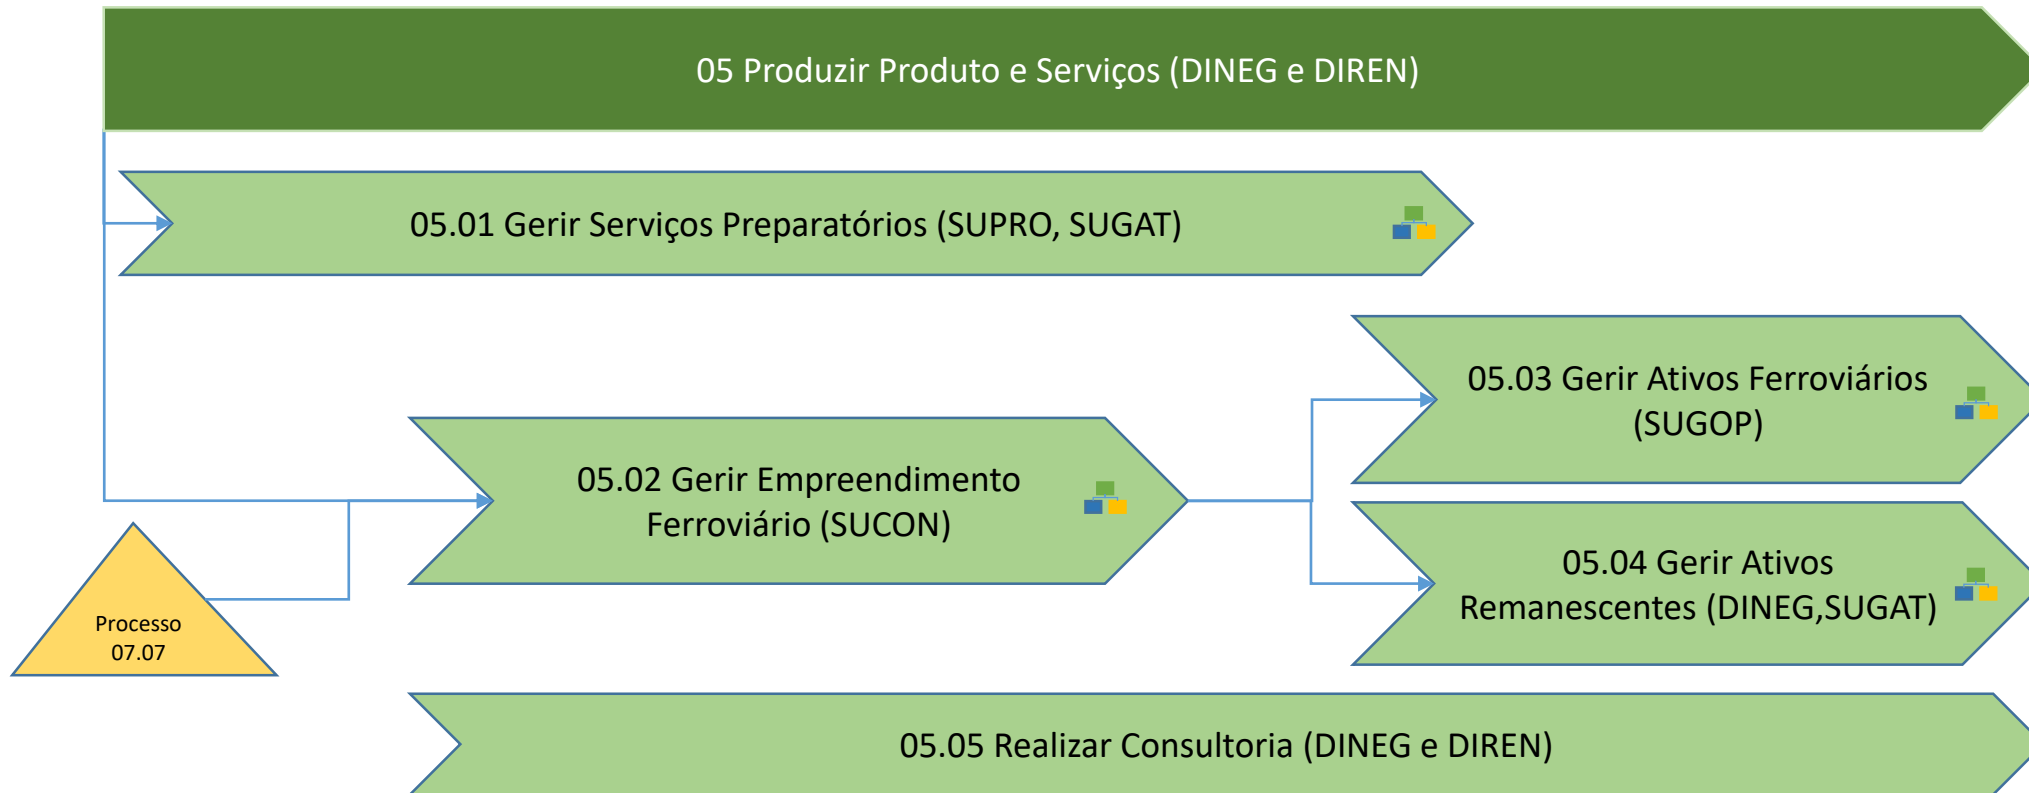 05 Produzir Produto e Serviços (DINEG e DIREN)
05.01 Gerir Serviços Preparatórios (SUPRO, SUGAT)
05.03 Gerir Ativos Ferroviários
(SUGOP)
05.02 Gerir Empreendimento
Ferroviário (SUCON)
05.04 Gerir Ativos
Remanescentes (DINEG,SUGAT)
Processo
07.07
05.05 Realizar Consultoria (DINEG e DIREN)